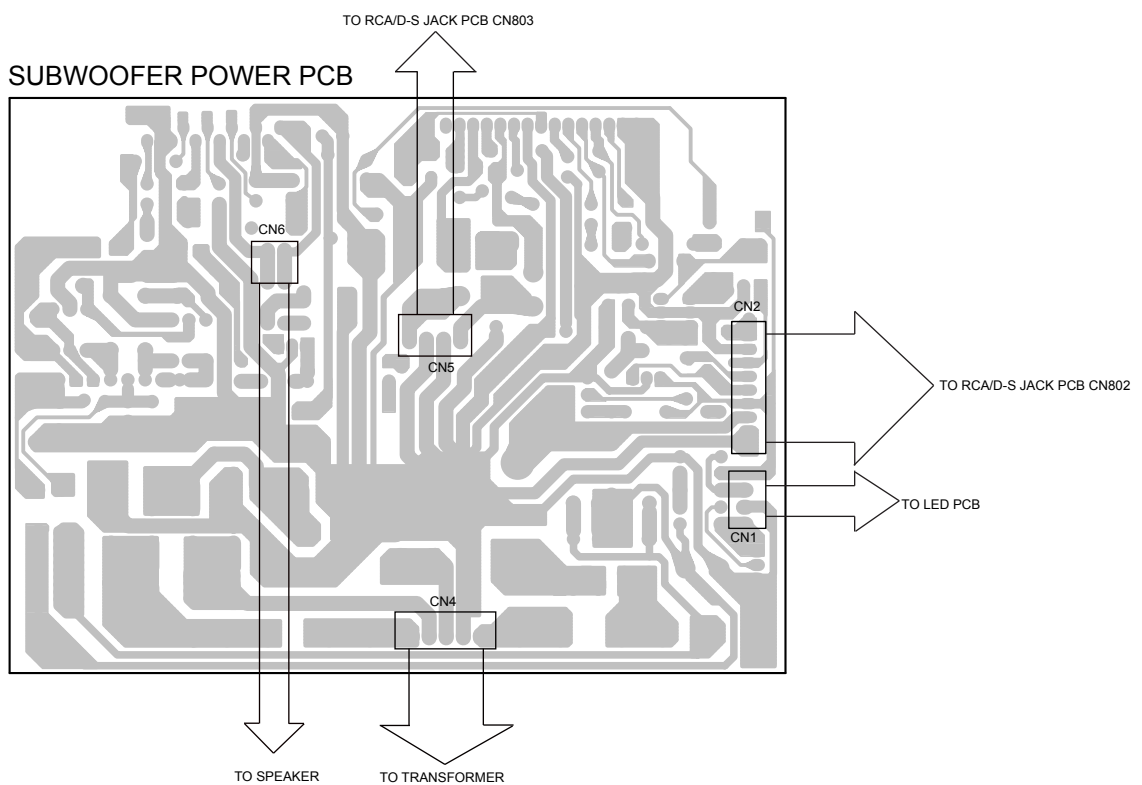 TO RCA/D-S JACK PCB CN803
SUBWOOFER POWER PCB
CN6
CN2
CN5
TO RCA/D-S JACK PCB CN802
TO LED PCB
CN1
CN4
TO SPEAKER
TO TRANSFORMER